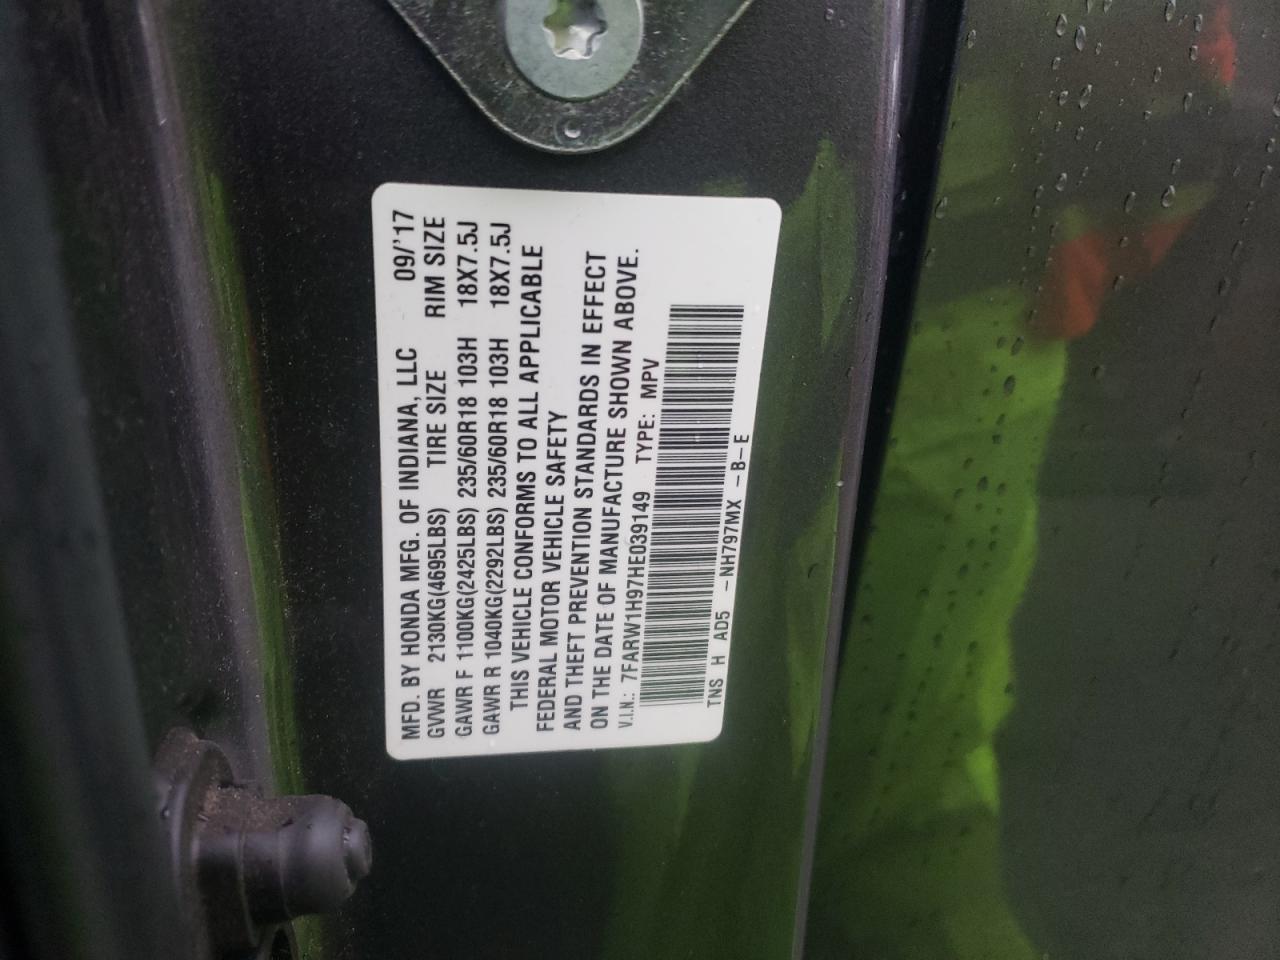 MFD. BY HONDA MFG. OF INDIANA, LLC 09/'17
GVWR 2130KG(4695LBS) TIRE SIZE RIM SIZE
GAWR F 1100KG(2425LBS) 235/60R18 103H 18X7.5J
GAWR R 1040KG(2292LBS) 235/60R18 103H 18X7.5J
THIS VEHICLE CONFORMS TO ALL APPLICABLE
FEDERAL MOTOR VEHICLE SAFETY
AND THEFT PREVENTION STANDARDS IN EFFECT
ON THE DATE OF MANUFACTURE SHOWN ABOVE.
V.I.N.: 7FARW1H97HE039149 TYPE: MPV
TNS H AD5 -NH797MX -B-E